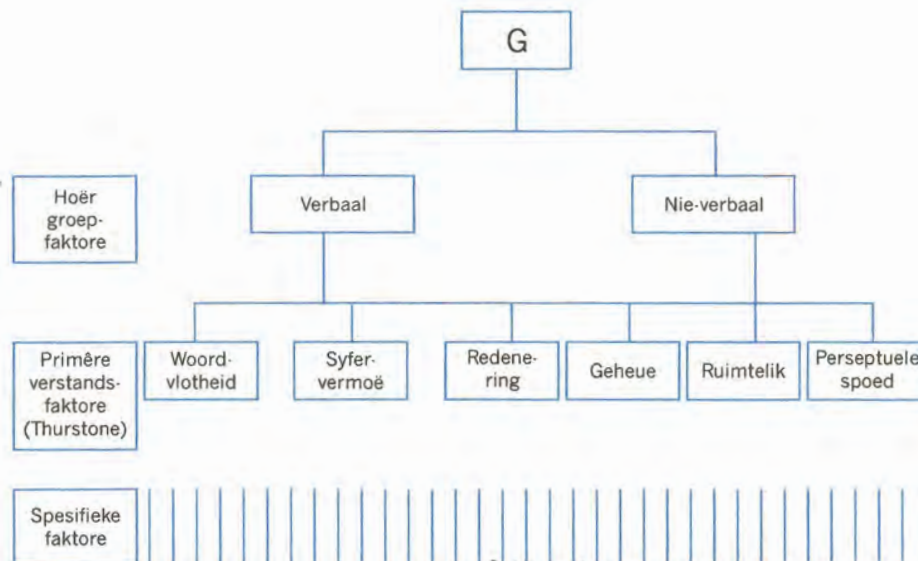 G
Hoër
groep-
faktore
Verbaal
Nie-verbaal
Primêre
verstands-
faktore
(Thurstone)
Woord-
vlotheid
Syfer-
vermoë
Redene-
ring
Geheue
Ruimtelik
Perseptuele
spoed
Spesifieke
faktore